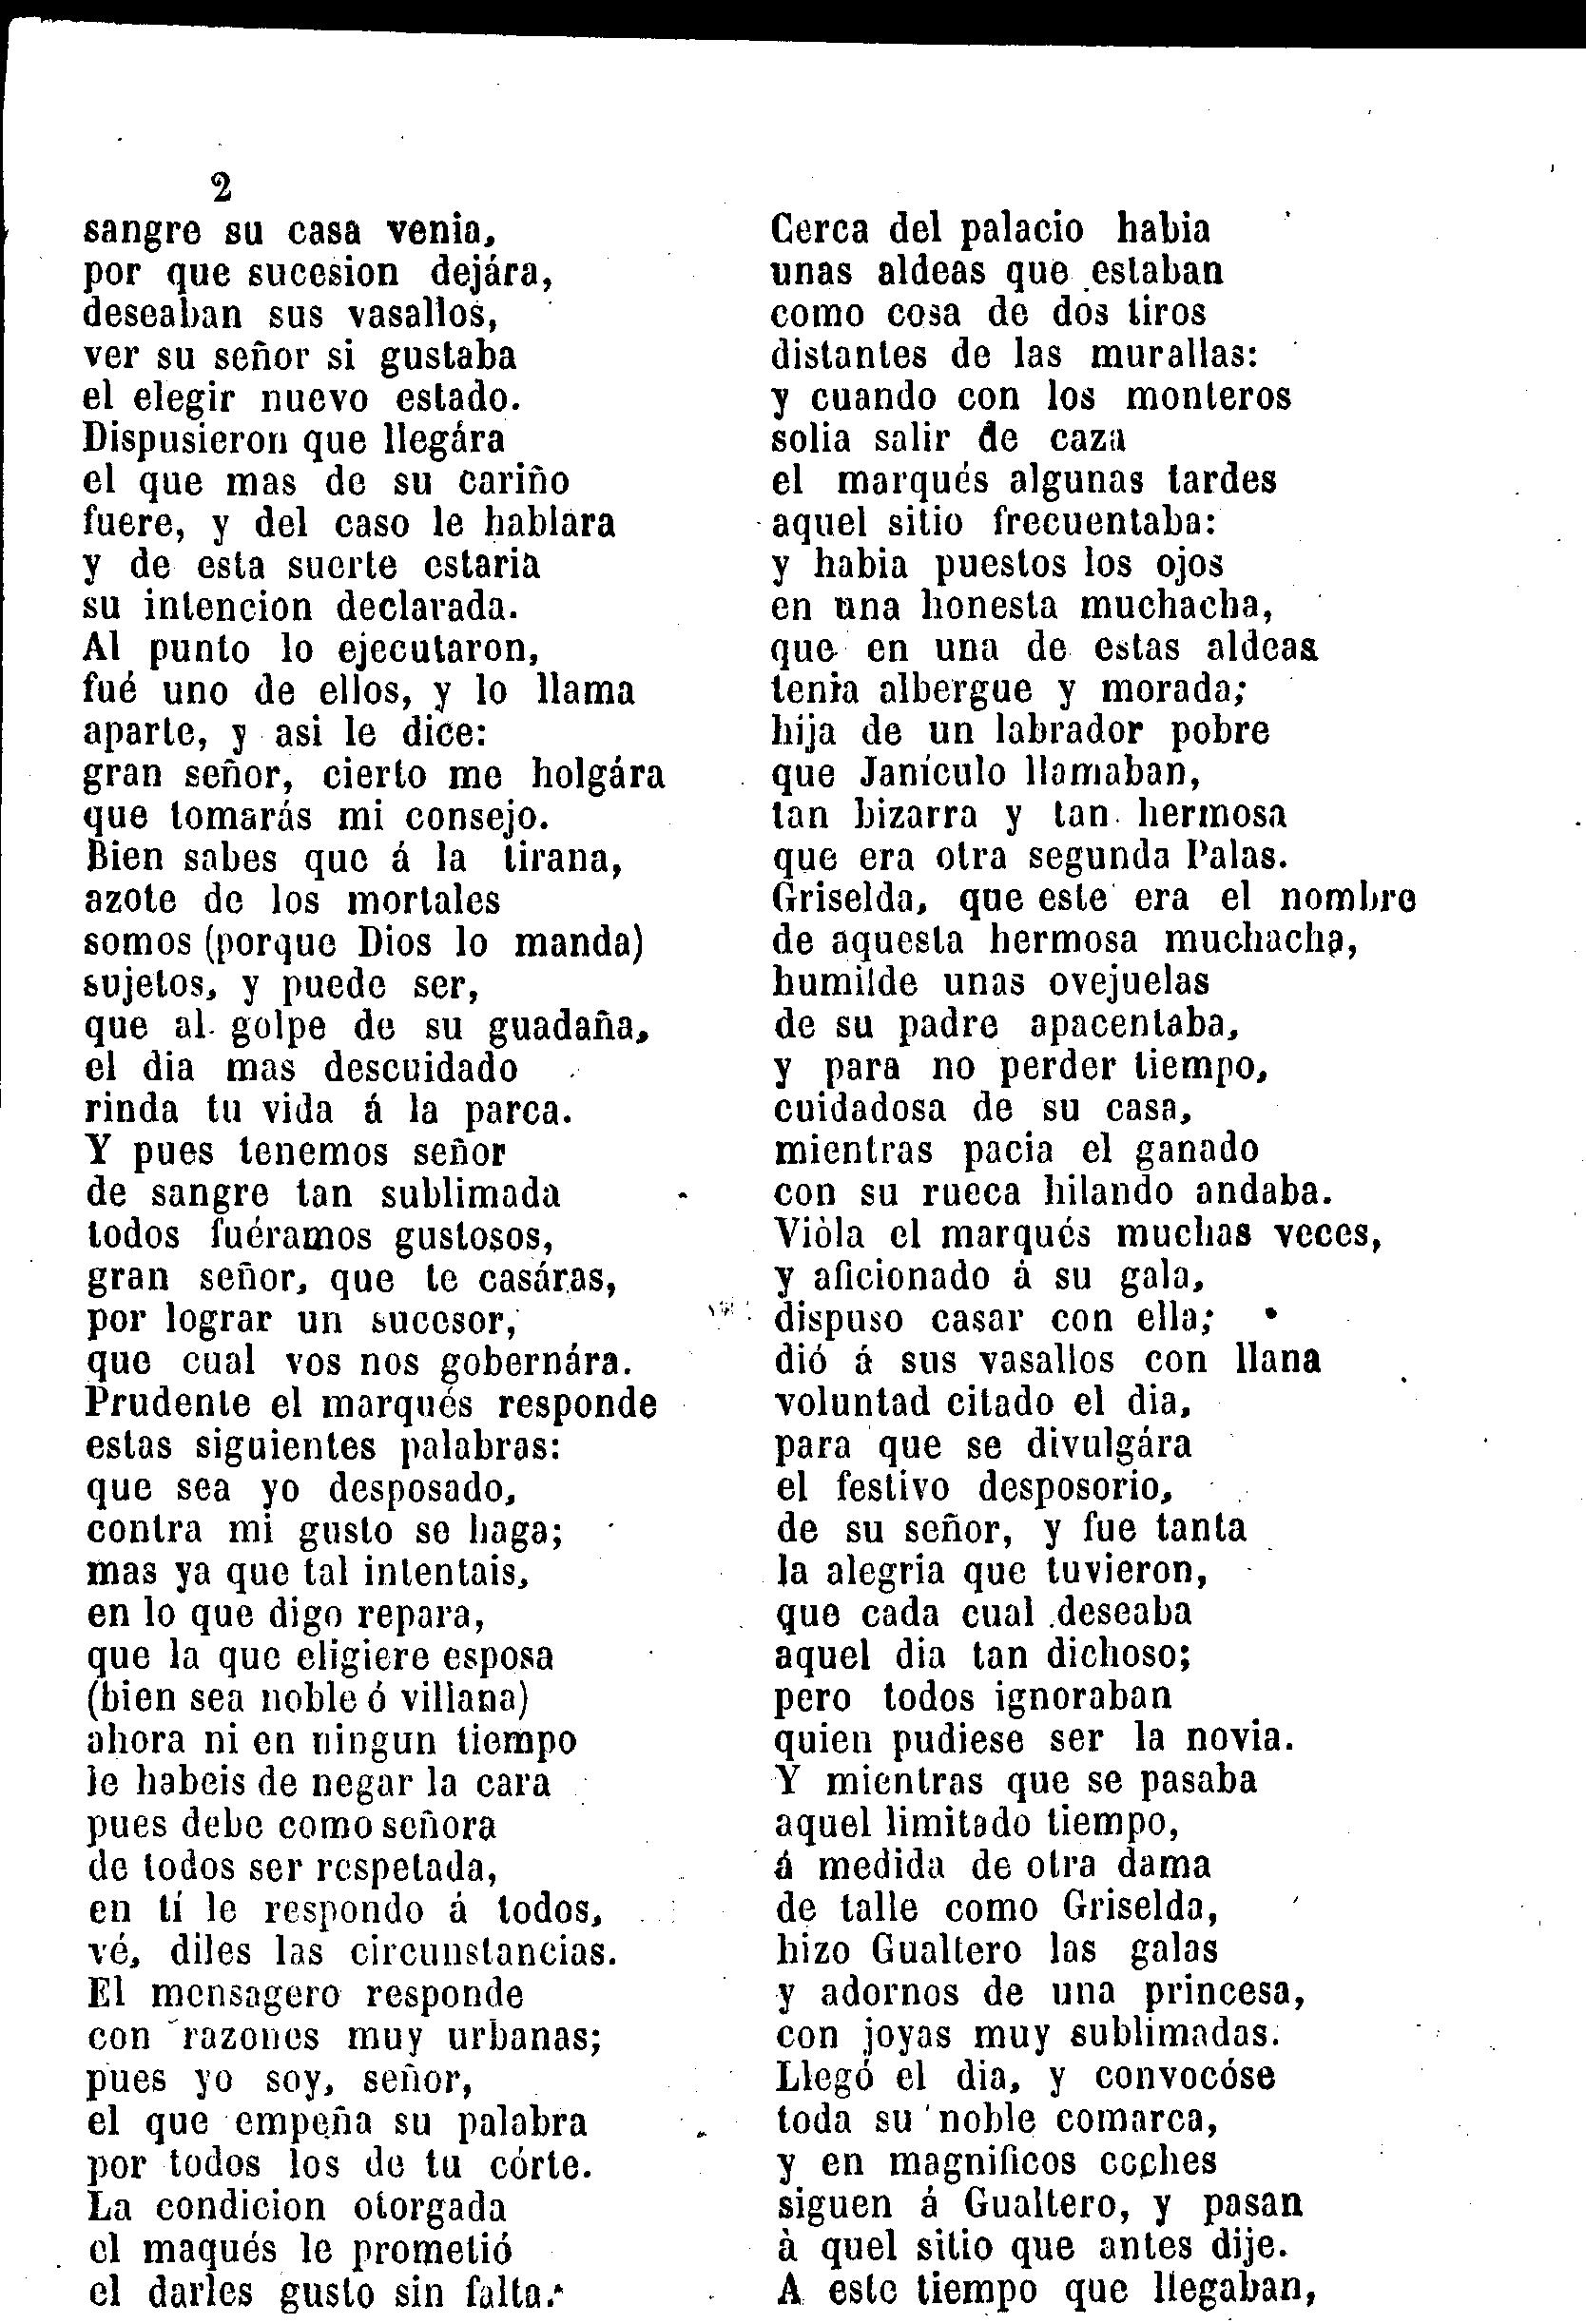 2
sangre su casa venia,
por que sucesion dejára,
deseaban sus vasallos,
ver su señor si gustaba
el elegir nuevo estado.
Dispusieron que llegára
el que mas de su cariño
fuere, y del caso le hablara
y de esta suerte estaria
su intencion declarada.
Al punto lo ejecutaron,
fué uno de ellos, y lo llama
aparte, y asi le dice:
gran señor, cierto me holgára
que tomarás mi consejo.
Bien sabes que á la tirana,
azote de los mortales
somos (porque Dios lo manda)
sujetos, y puede ser,
que al golpe de su guadaña,
el dia mas descuidado
rinda tu vida á la parca.
Y pues tenemos señor
de sangre tan sublimada
todos fuéramos gustosos,
gran señor, que te casáras,
por lograr un sucesor,
que cual vos nos gobernára.
Prudente el marqués responde
estas siguientes palabras:
que sea yo desposado,
contra mi gusto se haga;
mas ya que tal intentais,
en lo que digo repara,
que la que eligiere esposa
(bien sea noble ó villana)
ahora ni en ningun tiempo
le habeis de negar la cara
pues debe como señora
de todos ser respetada,
en tí le respondo á todos,
vé, diles las circunstancias.
El mensagero responde
con razones muy urbanas;
pues yo soy, señor,
el que empeña su palabra
por todos los de tu córte.
La condicion otorgada
el maqués le prometió
el darles gusto sin falta.
Cerca del palacio habia
unas aldeas que estaban
como cosa de dos tiros
distantes de las murallas:
y cuando con los monteros
solia salir de caza
el marqués algunas tardes
aquel sitio frecuentaba:
y habia puestos los ojos
en una honesta muchacha,
que en una de estas aldeas
tenia albergue y morada;
hija de un labrador pobre
que Janículo llamaban,
tan bizarra y tan hermosa
que era otra segunda Palas.
Griselda, que este era el nombre
de aquesta hermosa muchacha,
humilde unas ovejuelas
de su padre apacentaba,
y para no perder tiempo,
cuidadosa de su casa,
mientras pacia el ganado
con su rueca hilando andaba.
Viòla el marqués muchas veces,
y aficionado á su gala,
dispuso casar con ella;
dió á sus vasallos con llana
voluntad citado el dia,
para que se divulgára
el festivo desposorio,
de su señor, y fue tanta
la alegria que tuvieron,
que cada cual deseaba
aquel dia tan dichoso;
pero todos ignoraban
quien pudiese ser la novia.
Y mientras que se pasaba
aquel limitado tiempo,
á medida de otra dama
de talle como Griselda,
hizo Gualtero las galas
y adornos de una princesa,
con joyas muy sublimadas.
Llegó el dia, y convocóse
toda su noble comarca,
y en magnificos coches
siguen á Gualtero, y pasan
à quel sitio que antes dije.
A este tiempo que llegaban,